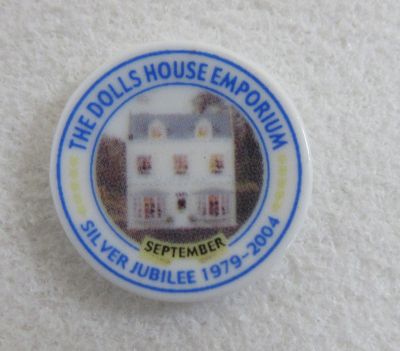 THE DOLLS HOUSE EMPORIUM
SEPTEMBER
SILVER JUBILEE 1979-2004